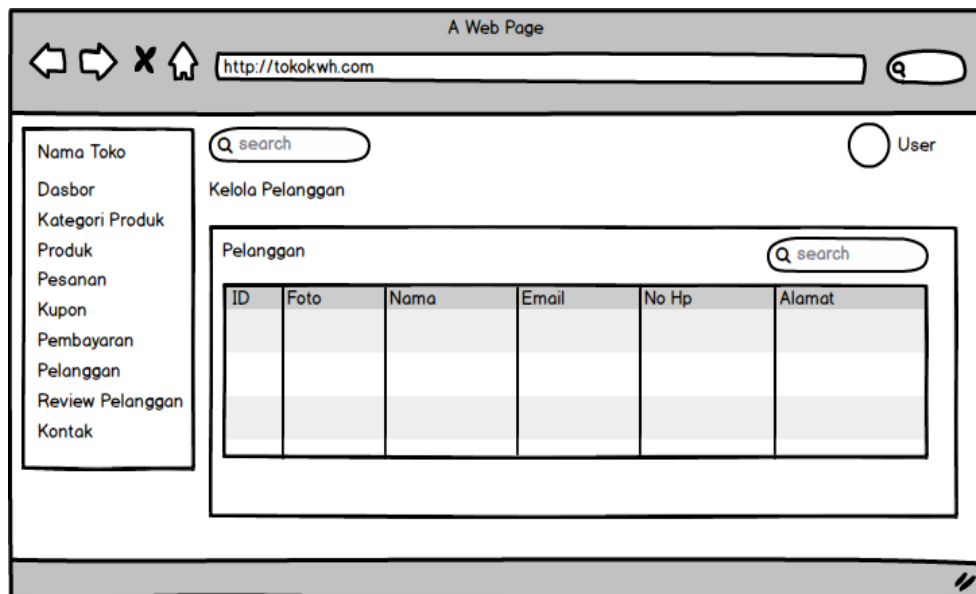 A Web Page
http://tokokwh.com
Nama Toko
Dasbor
Kategori Produk
Produk
Pesanan
Kupon
Pembayaran
Pelanggan
Review Pelanggan
Kontak
search
User
Kelola Pelanggan
Pelanggan
search
ID Foto Nama Email No Hp Alamat